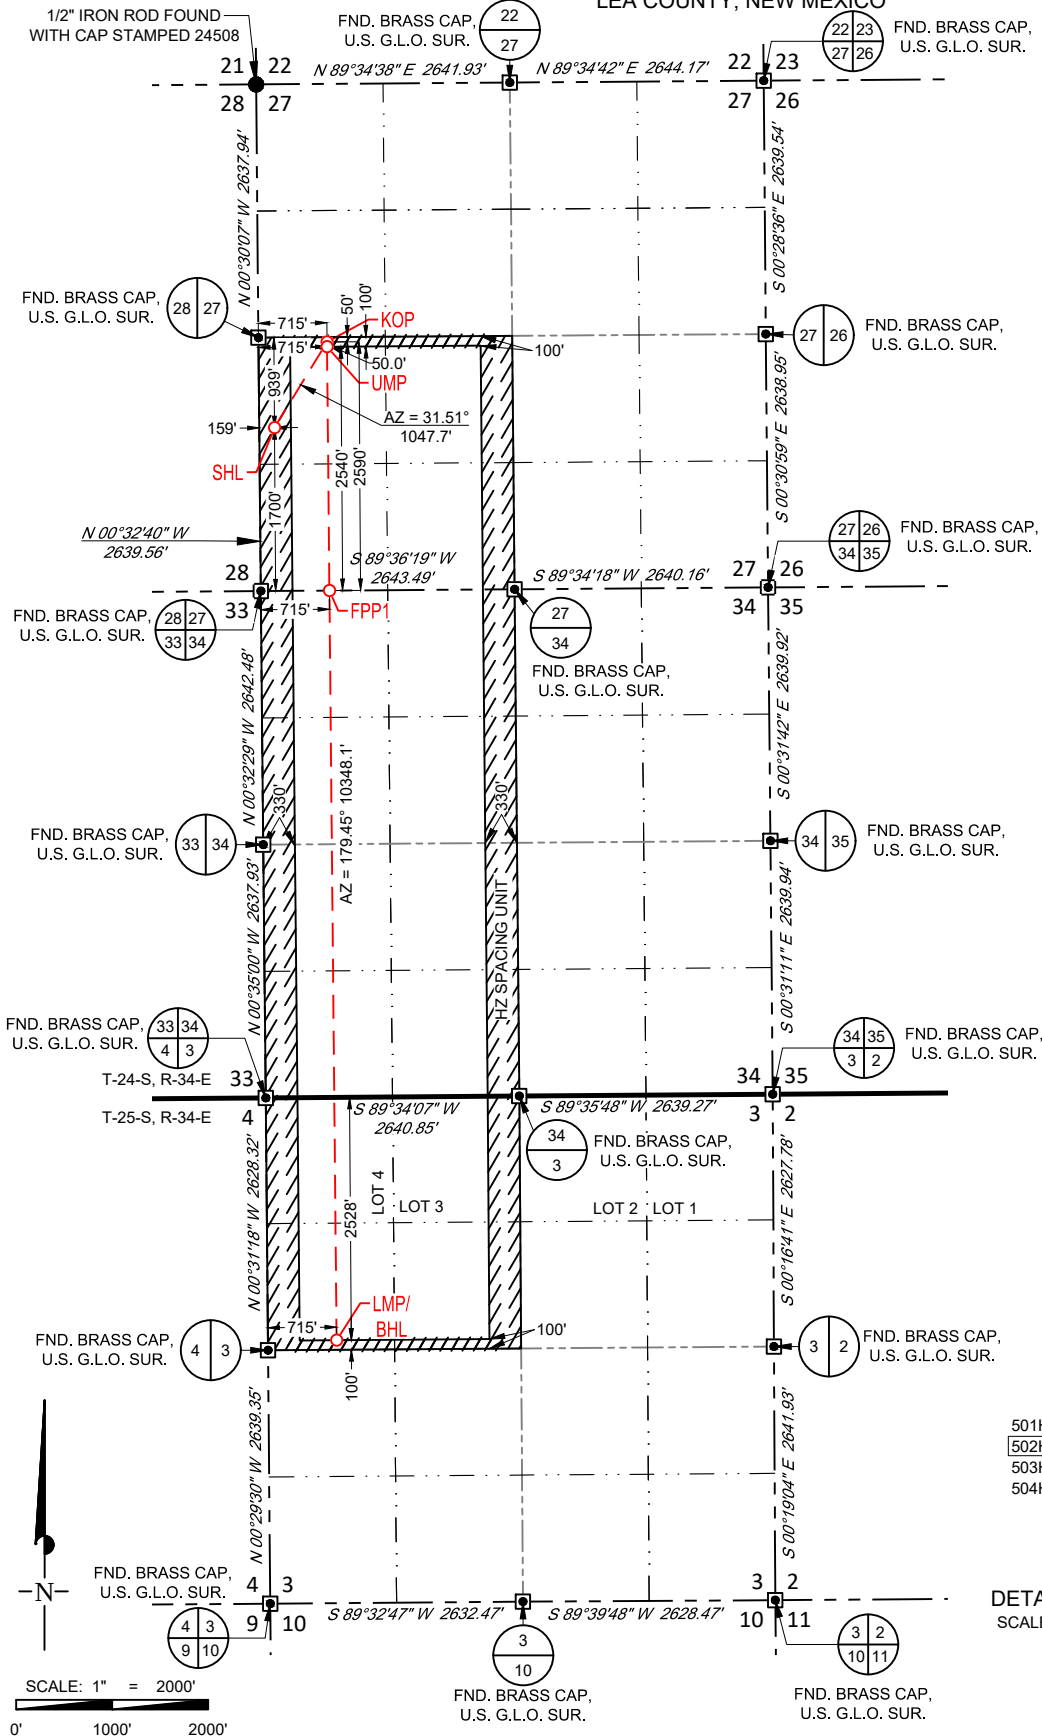 LEA COUNTY, NEW MEXICO
1/2" IRON ROD FOUND
WITH CAP STAMPED 24508
FND. BRASS CAP,
U.S. G.L.O. SUR.
22
27
22 23
27 26
FND. BRASS CAP,
U.S. G.L.O. SUR.
21 22
28 27
N 89°34'38" E 2641.93'
N 89°34'42" E 2644.17'
22 23
27 26
N 00°30'07" W 2637.94'
S 00°28'36" E 2639.54'
FND. BRASS CAP,
U.S. G.L.O. SUR.
28 27
715'
50'
100'
KOP
27 26
FND. BRASS CAP,
U.S. G.L.O. SUR.
715'
50.0'
100'
UMP
939'
AZ = 31.51°
1047.7'
159'
SHL
2540'
2590'
1700'
S 00°30'59" E 2638.95'
N 00°32'40" W
2639.56'
S 89°36'19" W
2643.49'
S 89°34'18" W 2640.16'
27 26
34 35
FND. BRASS CAP,
U.S. G.L.O. SUR.
28
33
27 26
34 35
FND. BRASS CAP,
U.S. G.L.O. SUR.
28 27
33 34
715'
FPP1
27
34
FND. BRASS CAP,
U.S. G.L.O. SUR.
N 00°32'29" W 2642.48'
S 00°31'42" E 2639.92'
AZ = 179.45° 10348.1'
330'
330'
FND. BRASS CAP,
U.S. G.L.O. SUR.
33 34
34 35
FND. BRASS CAP,
U.S. G.L.O. SUR.
HZ SPACING UNIT
N 00°35'00" W 2637.93'
S 00°31'11" E 2639.94'
FND. BRASS CAP,
U.S. G.L.O. SUR.
33 34
4 3
34 35
3 2
FND. BRASS CAP,
U.S. G.L.O. SUR.
T-24-S, R-34-E
33
34 35
T-25-S, R-34-E
4
3 2
S 89°34'07" W
2640.85'
S 89°35'48" W 2639.27'
34
3
FND. BRASS CAP,
U.S. G.L.O. SUR.
N 00°31'18" W 2628.32'
S 00°16'41" E 2627.78'
2528'
LOT 4
LOT 3
LOT 2
LOT 1
LMP/
BHL
715'
100'
100'
FND. BRASS CAP,
U.S. G.L.O. SUR.
4 3
3 2
FND. BRASS CAP,
U.S. G.L.O. SUR.
N 00°29'30" W 2639.35'
S 00°19'04" E 2641.93'
501H
502H
503H
504H
-N-
FND. BRASS CAP,
U.S. G.L.O. SUR.
4 3
9 10
4 3
9 10
S 89°32'47" W 2632.47'
S 89°39'48" W 2628.47'
3 2
10 11
3
10
FND. BRASS CAP,
U.S. G.L.O. SUR.
3 2
10 11
FND. BRASS CAP,
U.S. G.L.O. SUR.
DETA
SCALE
SCALE: 1" = 2000'
0' 1000' 2000'